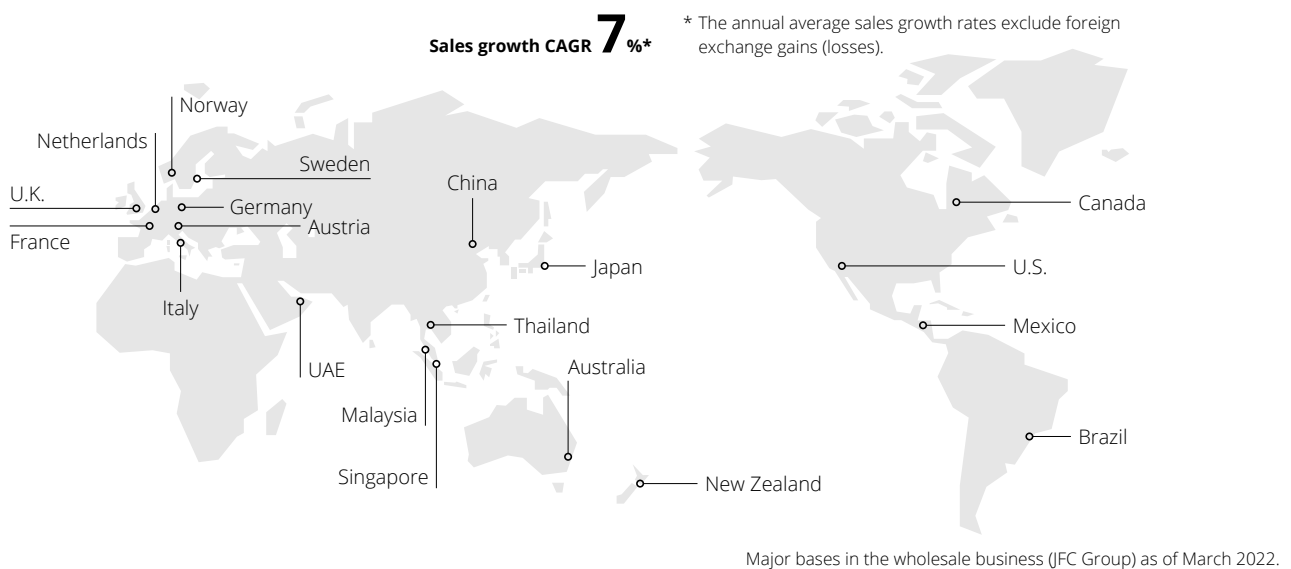 Sales growth CAGR 7%*
* The annual average sales growth rates exclude foreign
exchange gains (losses).
Norway
Netherlands
Sweden
China
U.K.
Germany
Canada
Austria
France
Japan
U.S.
Italy
Thailand
Mexico
UAE
Australia
Malaysia
Brazil
Singapore
New Zealand
Major bases in the wholesale business (JFC Group) as of March 2022.